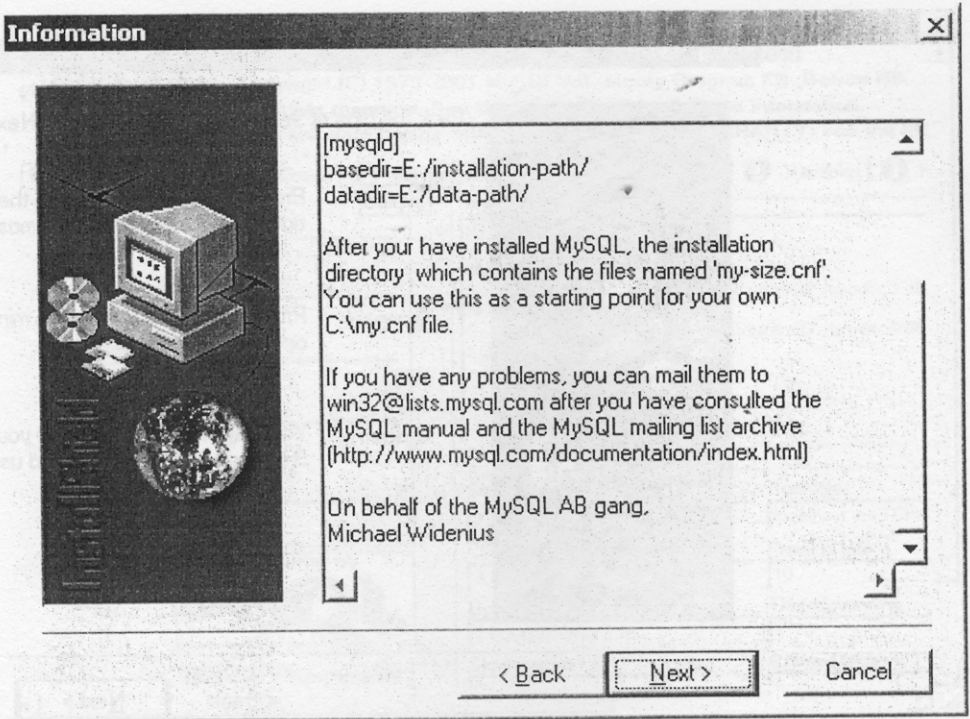 Information
[mysqld]
basedir=E:/installation-path/
datadir=E:/data-path/
After your have installed MySQL, the installation
directory which contains the files named 'my-size.cnf'.
You can use this as a starting point for your own
C:\my.cnf file.
If you have any problems, you can mail them to
win32@lists.mysql.com after you have consulted the
MySQL manual and the MySQL mailing list archive
(http://www.mysql.com/documentation/index.html)
On behalf of the MySQL AB gang,
Michael Widenius
InstallShield
< Back
Next >
Cancel